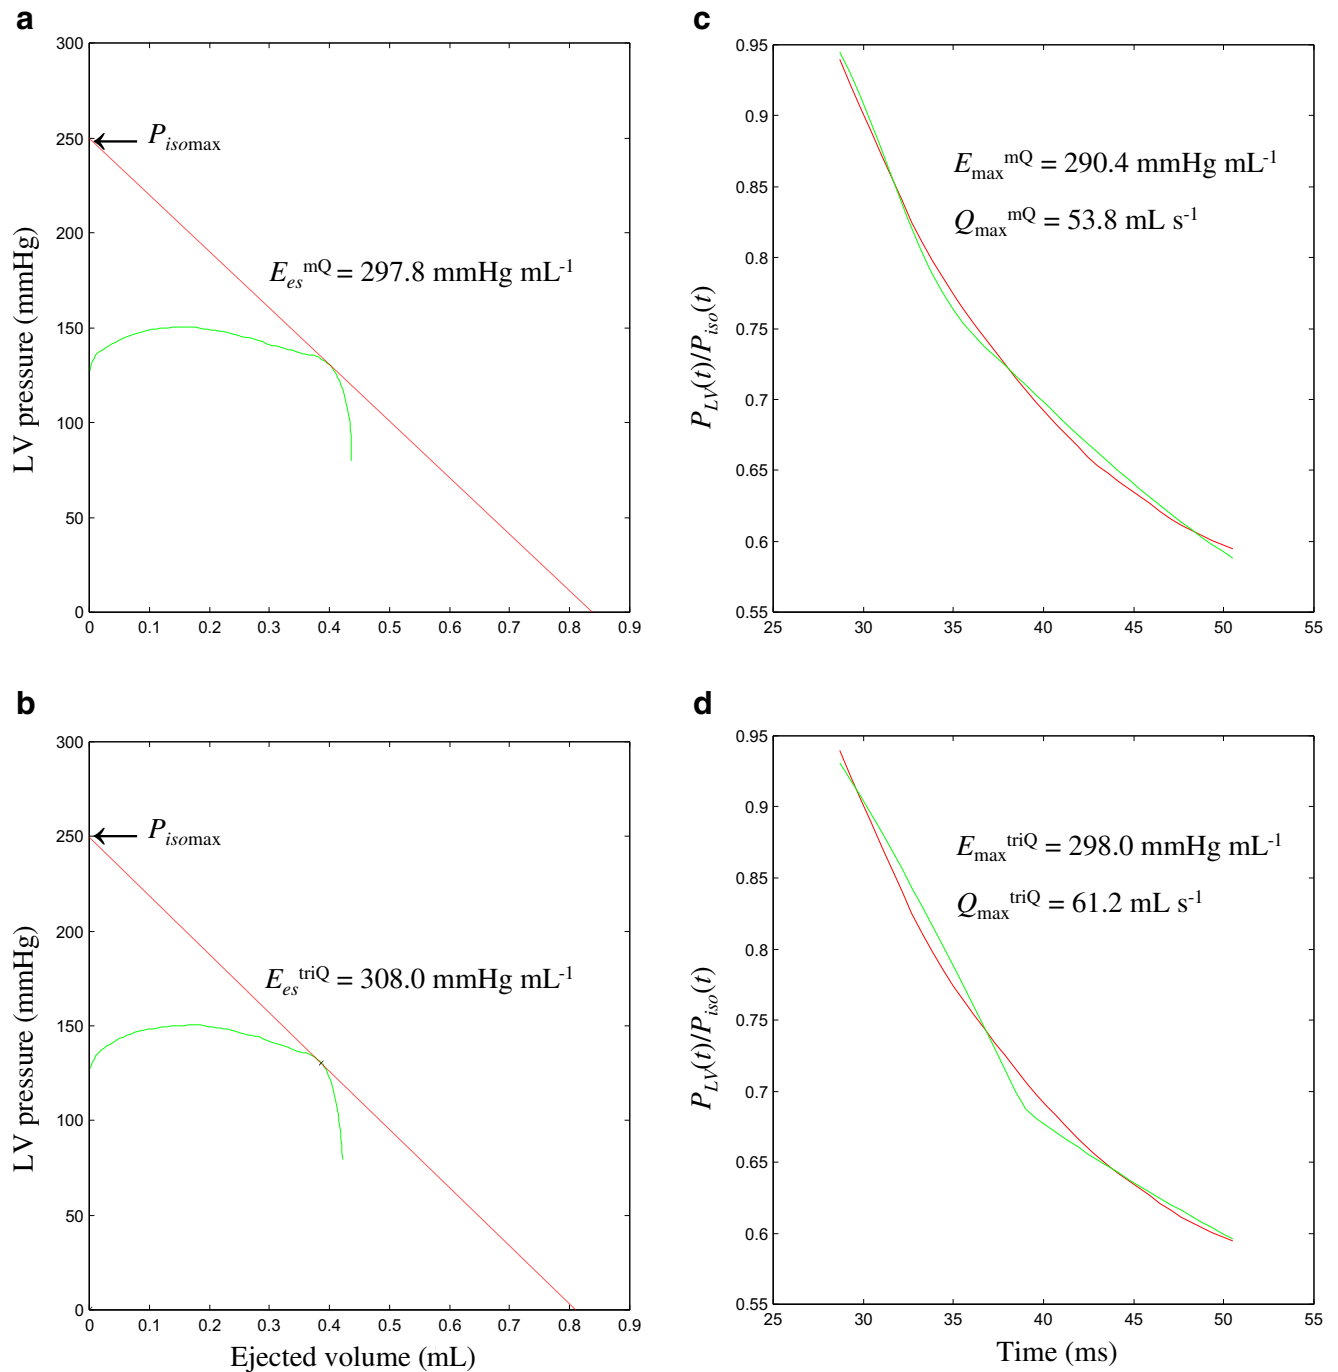 a
300
250
200
150
100
50
0
LV pressure (mmHg)
P_isomax
E_es^mQ = 297.8 mmHg mL^-1
0 0.1 0.2 0.3 0.4 0.5 0.6 0.7 0.8 0.9
c
0.95
0.9
0.85
0.8
0.75
0.7
0.65
0.6
0.55
P_LV(t)/P_iso(t)
E_max^mQ = 290.4 mmHg mL^-1
Q_max^mQ = 53.8 mL s^-1
25 30 35 40 45 50 55
b
300
250
200
150
100
50
0
LV pressure (mmHg)
P_isomax
E_es^triQ = 308.0 mmHg mL^-1
0 0.1 0.2 0.3 0.4 0.5 0.6 0.7 0.8 0.9
Ejected volume (mL)
d
0.95
0.9
0.85
0.8
0.75
0.7
0.65
0.6
0.55
P_LV(t)/P_iso(t)
E_max^triQ = 298.0 mmHg mL^-1
Q_max^triQ = 61.2 mL s^-1
25 30 35 40 45 50 55
Time (ms)